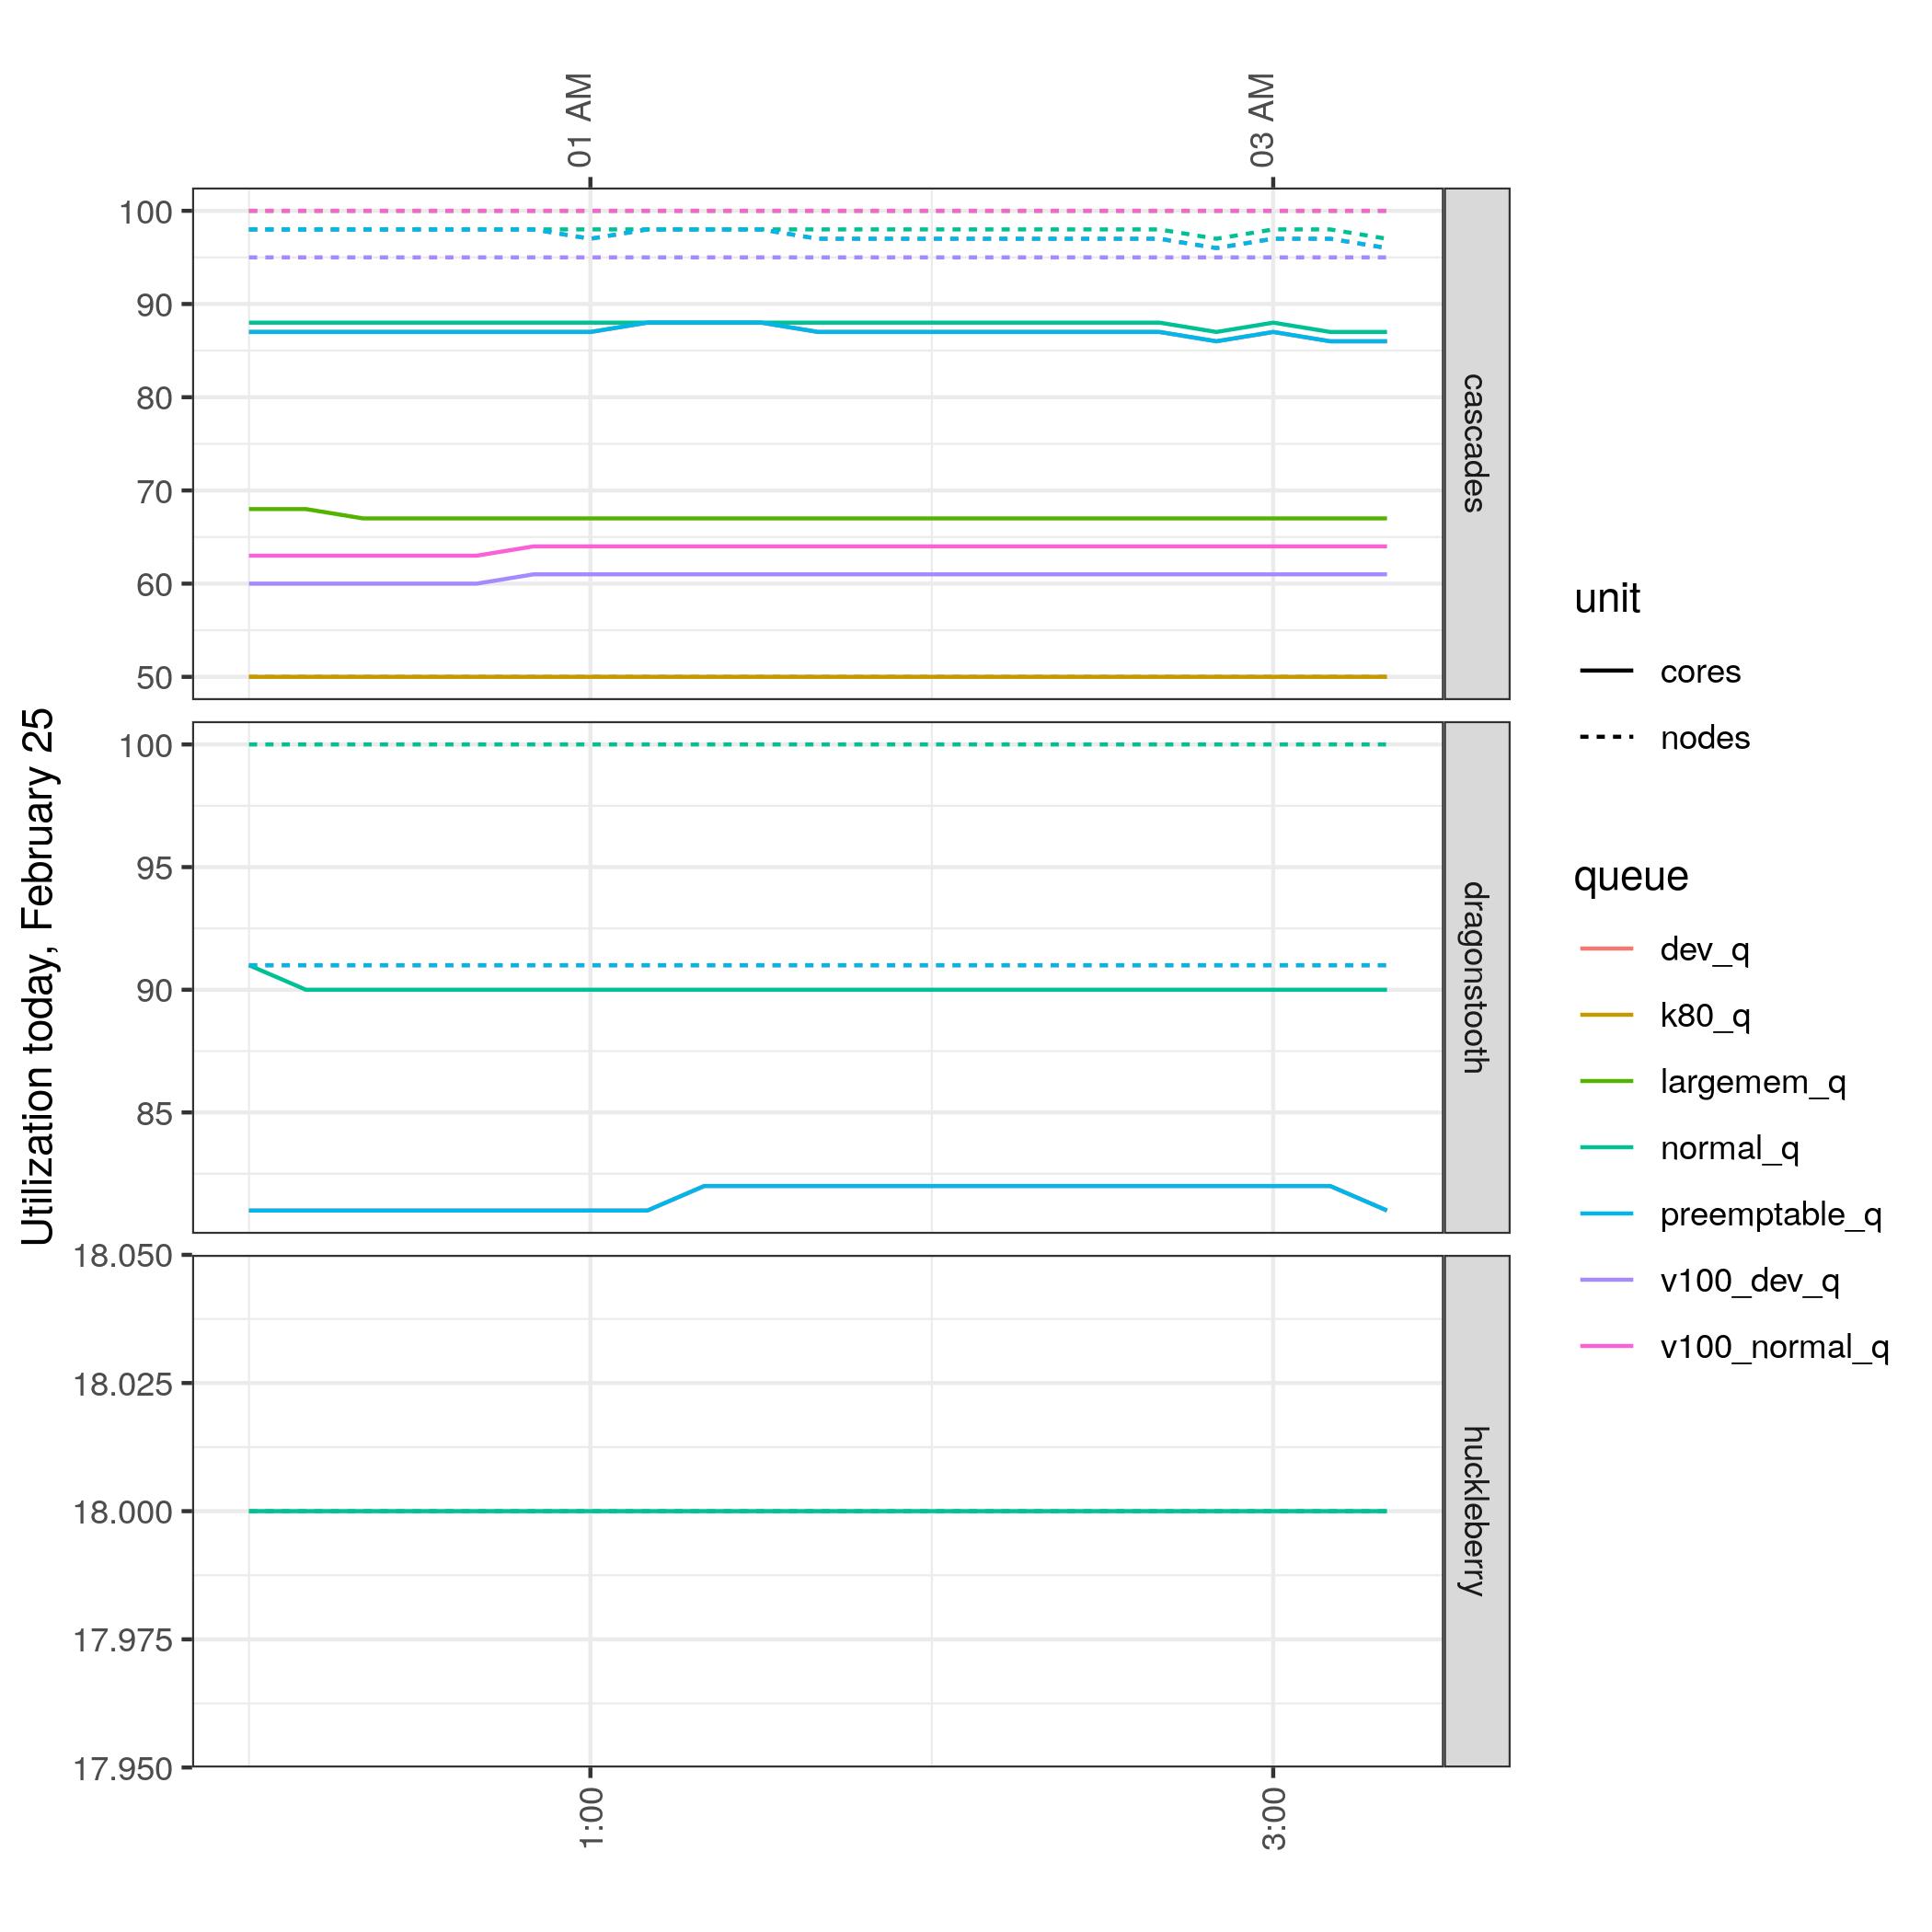 01 AM
03 AM
100
90
80
70
60
50
cascades
100
95
90
85
dragonstooth
18.050
18.025
18.000
17.975
17.950
huckleberry
1:00
3:00
Utilization today, February 25
unit
cores
nodes
queue
dev_q
k80_q
largemem_q
normal_q
preemptable_q
v100_dev_q
v100_normal_q